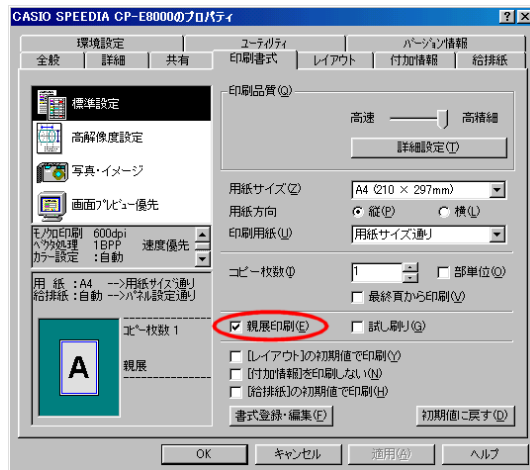 CASIO SPEEDIA CP-E8000のプロパティ
環境設定 ユーティリティ バージョン情報
全般 詳細 共有 印刷書式 レイアウト 付加情報 給排紙
標準設定
高解像度設定
写真・イメージ
画面プレビュー優先
モノクロ印刷 600dpi
ベクタ処理 1BPP 速度優先
カラー設定 :自動
用 紙 :A4 -->用紙サイズ通り
給排紙:自動 -->パネル設定通り
コピー枚数 1
親展
A
印刷品質(Q)
高速 高精細
詳細設定(T)
用紙サイズ(Z) A4 (210 × 297mm)
用紙方向 縦(P) 横(L)
印刷用紙(U) 用紙サイズ通り
コピー枚数(I) 1 部単位(O)
最終頁から印刷(V)
親展印刷(E) 試し刷り(G)
[レイアウト]の初期値で印刷(Y)
[付加情報]を印刷しない(N)
[給排紙]の初期値で印刷(H)
書式登録・編集(F) 初期値に戻す(D)
OK キャンセル 適用(A) ヘルプ